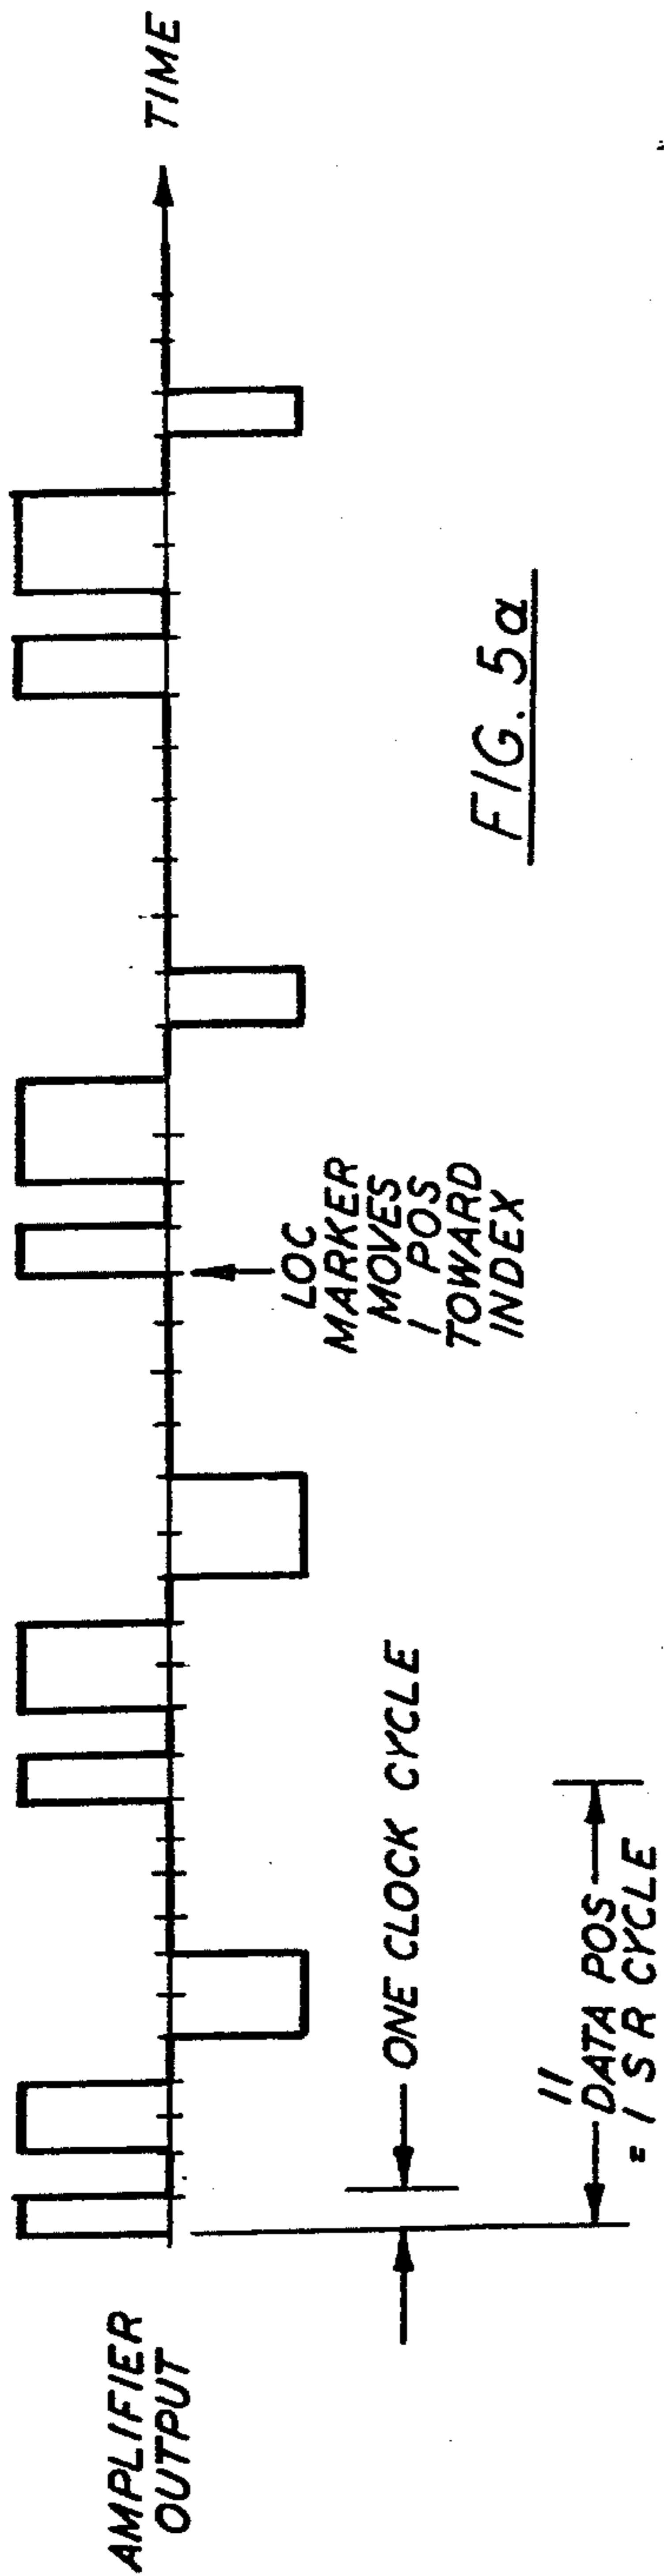 AMPLIFIER
OUTPUT
TIME
LOC
MARKER
MOVES
1 POS
TOWARD
INDEX
ONE CLOCK CYCLE
11
DATA POS
= 1 SR CYCLE
FIG. 5a